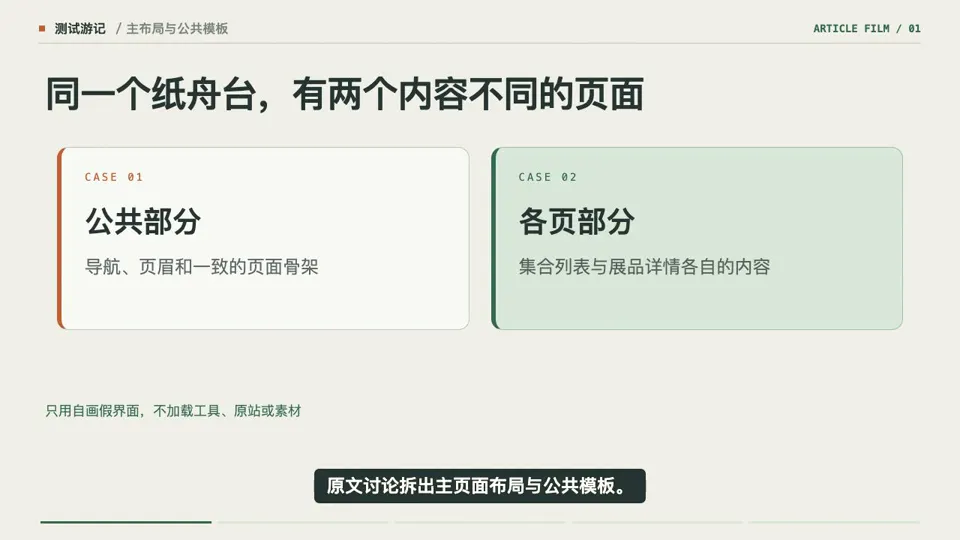 测试游记 / 主布局与公共模板
ARTICLE FILM / 01
同一个纸舟台，有两个内容不同的页面
CASE 01
公共部分
导航、页眉和一致的页面骨架
CASE 02
各页部分
集合列表与展品详情各自的内容
只用自画假界面，不加载工具、原站或素材
原文讨论拆出主页面布局与公共模板。